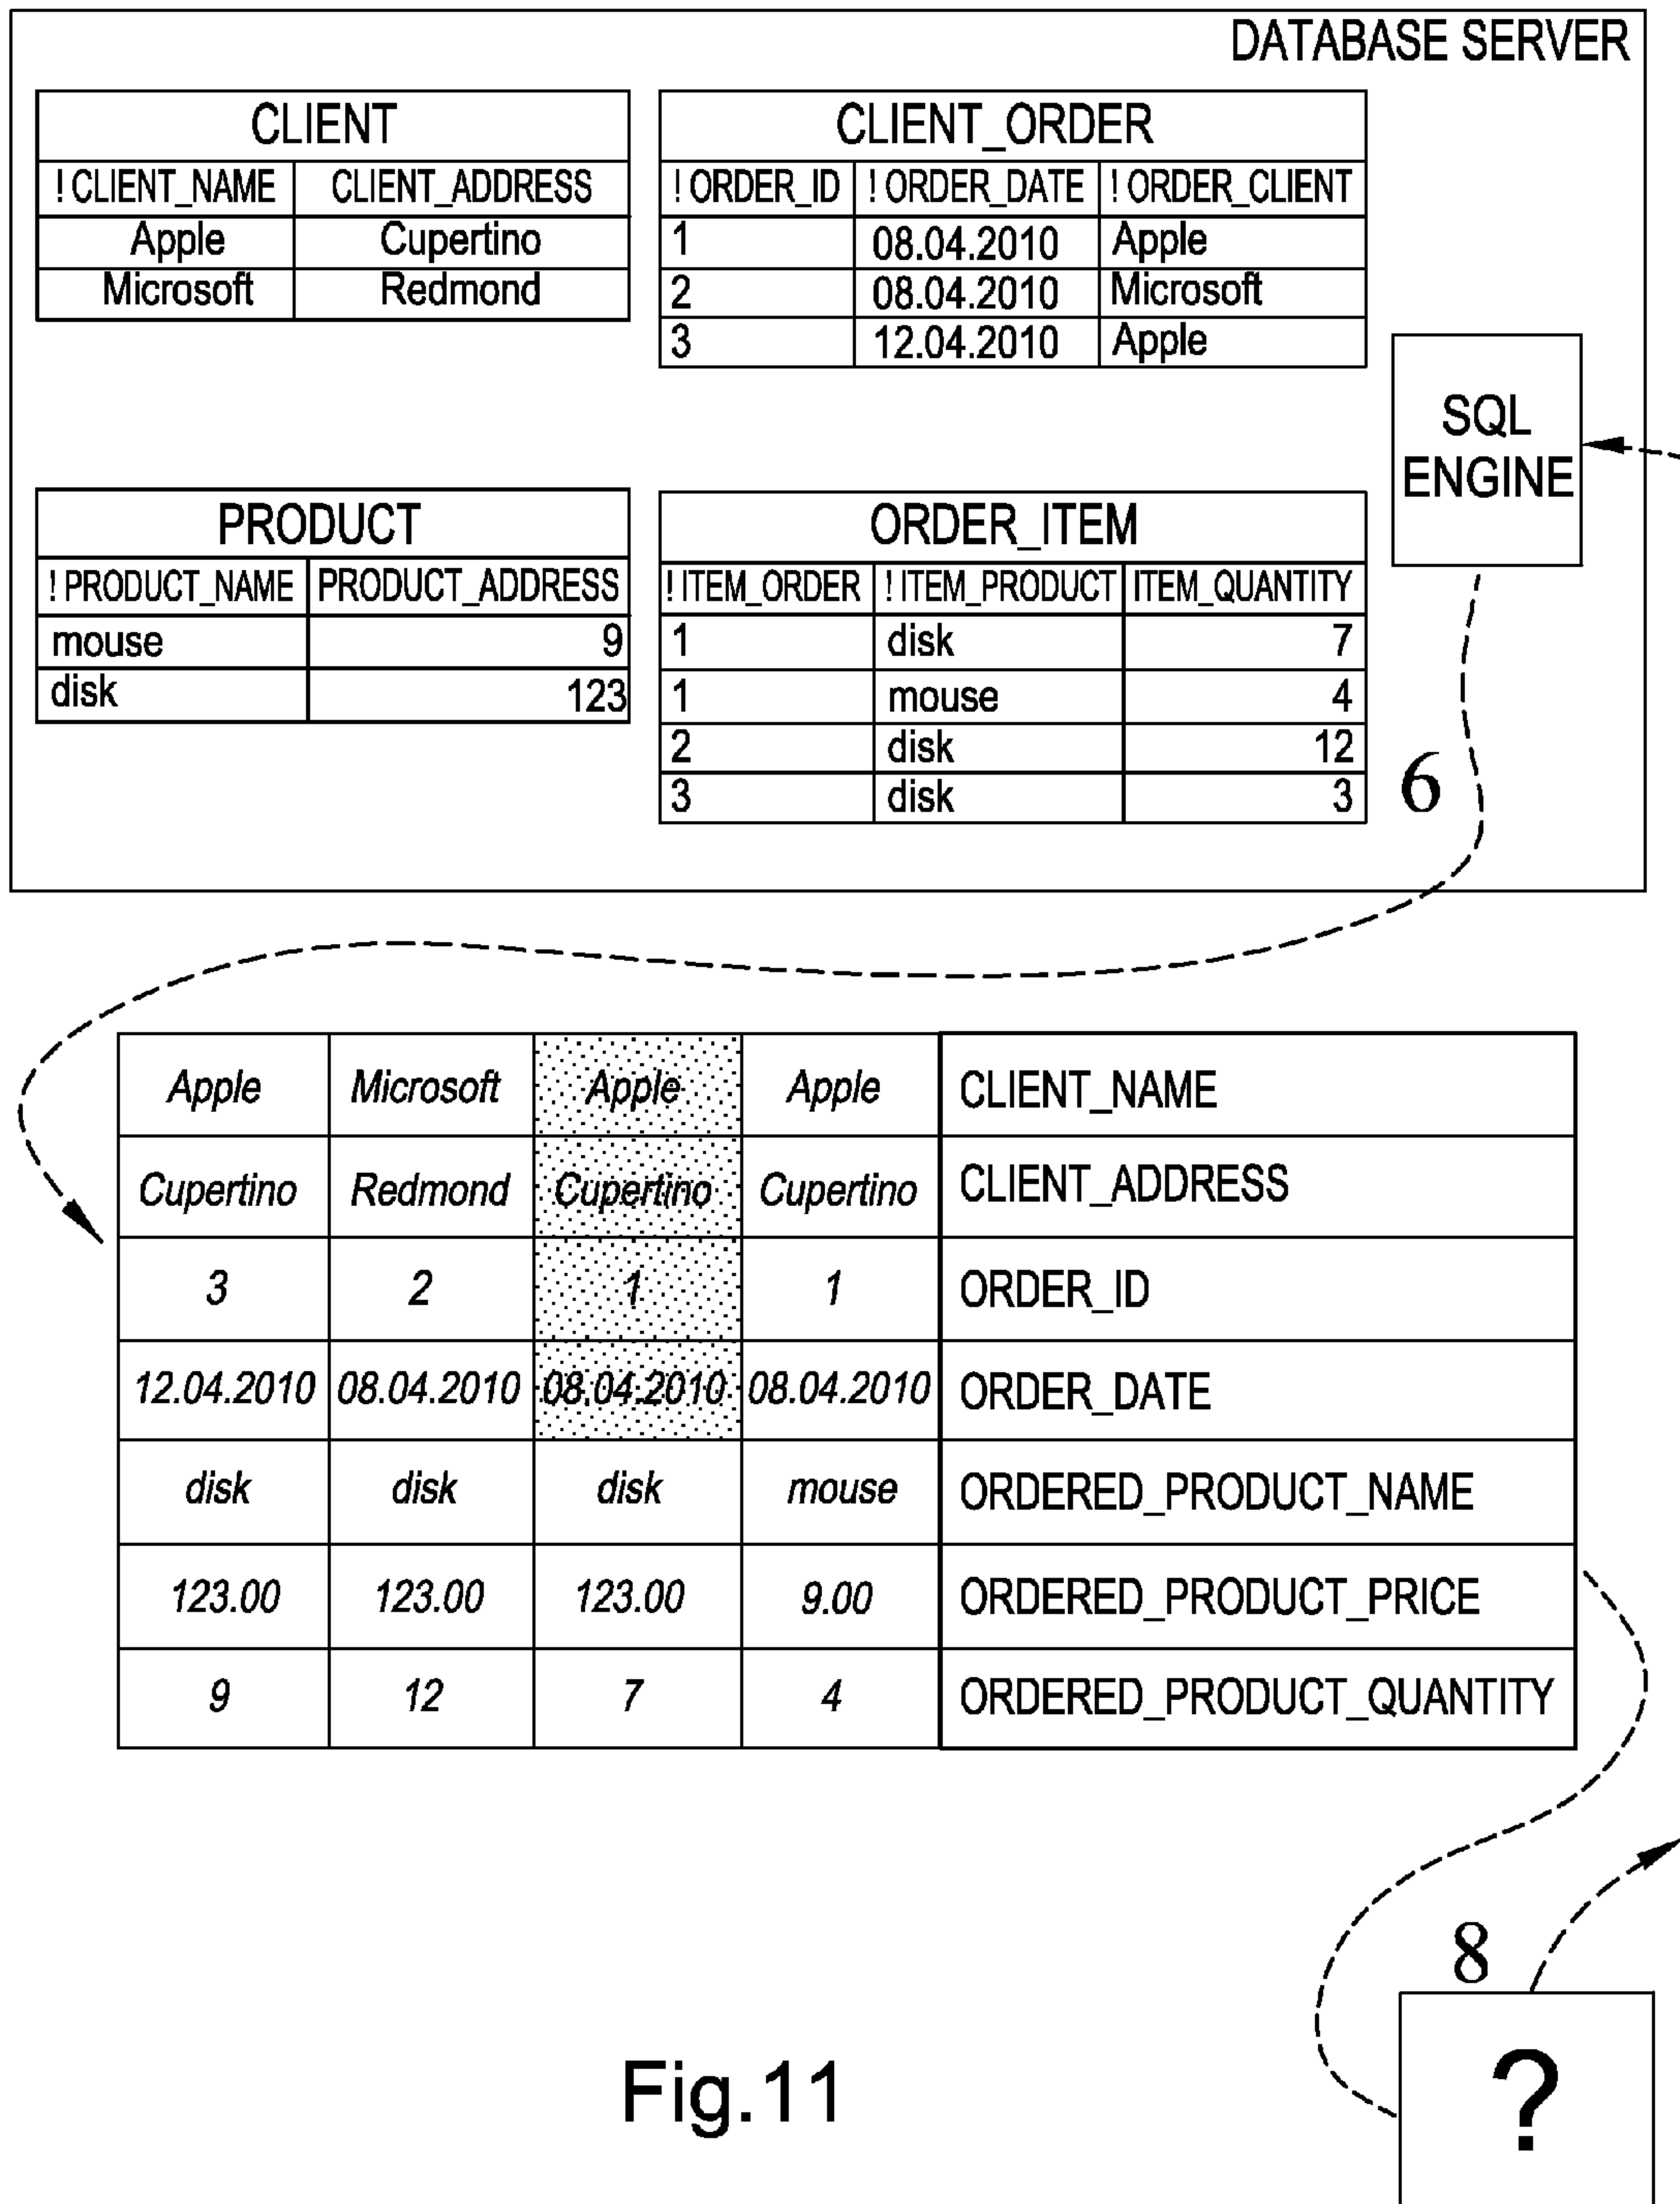 DATABASE SERVER
CLIENT
! CLIENT_NAME CLIENT_ADDRESS
Apple Cupertino
Microsoft Redmond
CLIENT_ORDER
! ORDER_ID ! ORDER_DATE ! ORDER_CLIENT
1 08.04.2010 Apple
2 08.04.2010 Microsoft
3 12.04.2010 Apple
SQL
ENGINE
PRODUCT
! PRODUCT_NAME PRODUCT_ADDRESS
mouse 9
disk 123
ORDER_ITEM
! ITEM_ORDER ! ITEM_PRODUCT ITEM_QUANTITY
1 disk 7
1 mouse 4
2 disk 12
3 disk 3
6
Apple Microsoft Apple Apple CLIENT_NAME
Cupertino Redmond Cupertino Cupertino CLIENT_ADDRESS
3 2 1 1 ORDER_ID
12.04.2010 08.04.2010 08.04.2010 08.04.2010 ORDER_DATE
disk disk disk mouse ORDERED_PRODUCT_NAME
123.00 123.00 123.00 9.00 ORDERED_PRODUCT_PRICE
9 12 7 4 ORDERED_PRODUCT_QUANTITY
8
?
Fig.11